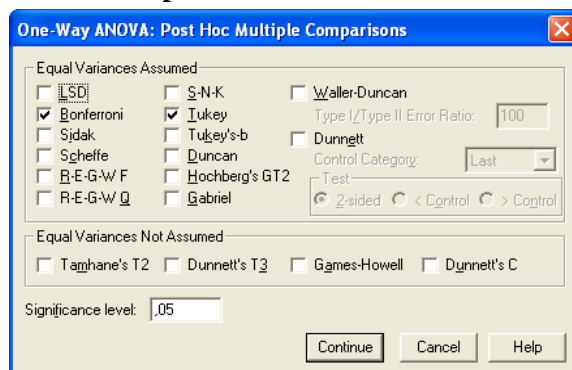 One-Way ANOVA: Post Hoc Multiple Comparisons
Equal Variances Assumed
LSD S-N-K Waller-Duncan
Bonferroni Tukey Type I/Type II Error Ratio: 100
Sidak Tukey's-b Dunnett
Scheffe Duncan Control Category: Last
R-E-G-W F Hochberg's GT2 Test
R-E-G-W Q Gabriel 2-sided < Control > Control
Equal Variances Not Assumed
Tamhane's T2 Dunnett's T3 Games-Howell Dunnett's C
Significance level: ,05
Continue Cancel Help